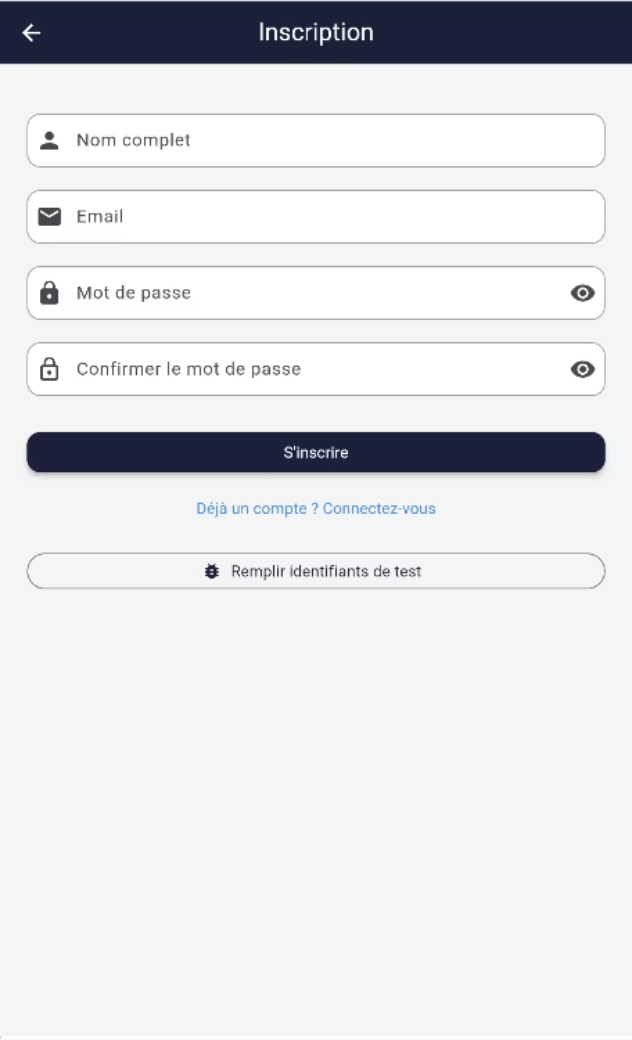 Inscription
Nom complet
Email
Mot de passe
Confirmer le mot de passe
S'inscrire
Déjà un compte ? Connectez-vous
Remplir identifiants de test